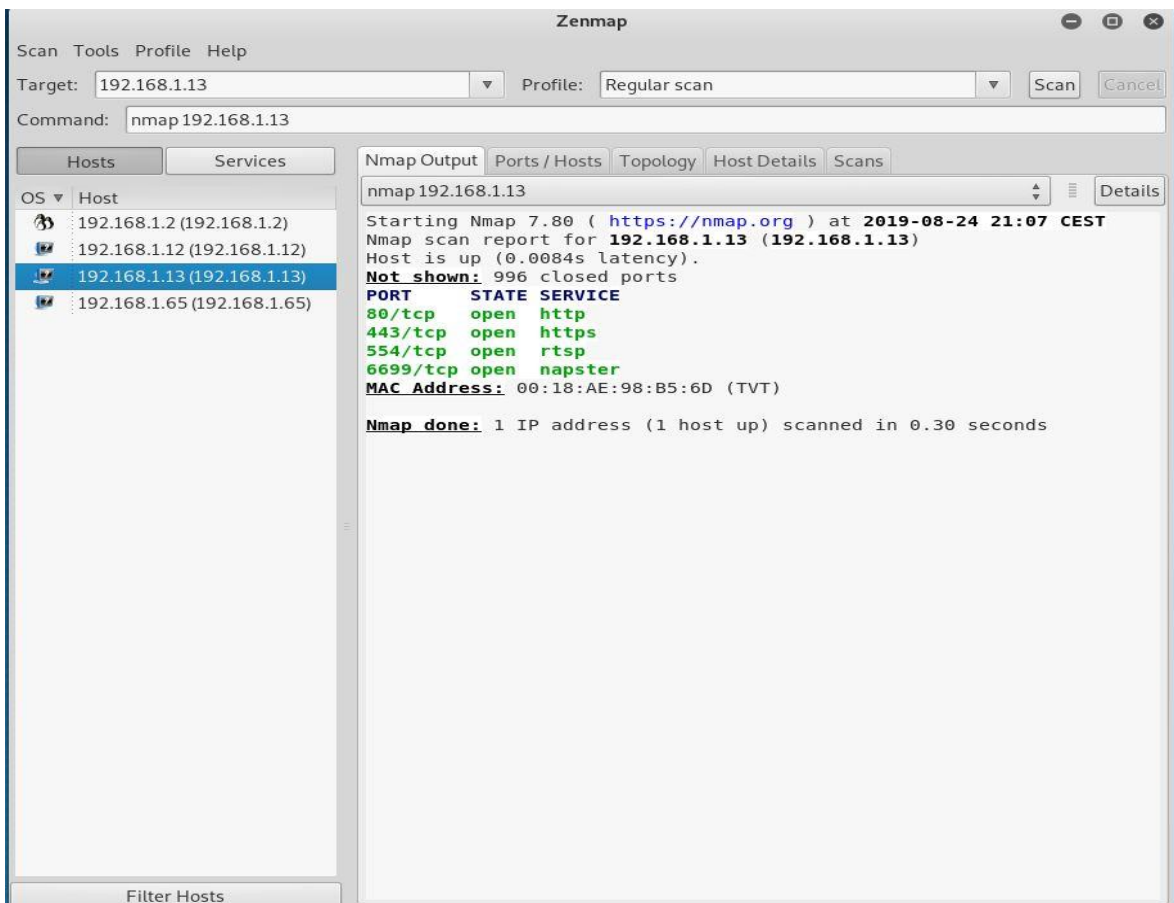 Zenmap
Scan Tools Profile Help
Target: 192.168.1.13 Profile: Regular scan Scan Cancel
Command: nmap 192.168.1.13
Hosts Services
OS Host
192.168.1.2 (192.168.1.2)
192.168.1.12 (192.168.1.12)
192.168.1.13 (192.168.1.13)
192.168.1.65 (192.168.1.65)
Filter Hosts
Nmap Output Ports / Hosts Topology Host Details Scans
nmap 192.168.1.13 Details
Starting Nmap 7.80 ( https://nmap.org ) at 2019-08-24 21:07 CEST
Nmap scan report for 192.168.1.13 (192.168.1.13)
Host is up (0.0084s latency).
Not shown: 996 closed ports
PORT STATE SERVICE
80/tcp open http
443/tcp open https
554/tcp open rtsp
6699/tcp open napster
MAC Address: 00:18:AE:98:B5:6D (TVT)
Nmap done: 1 IP address (1 host up) scanned in 0.30 seconds